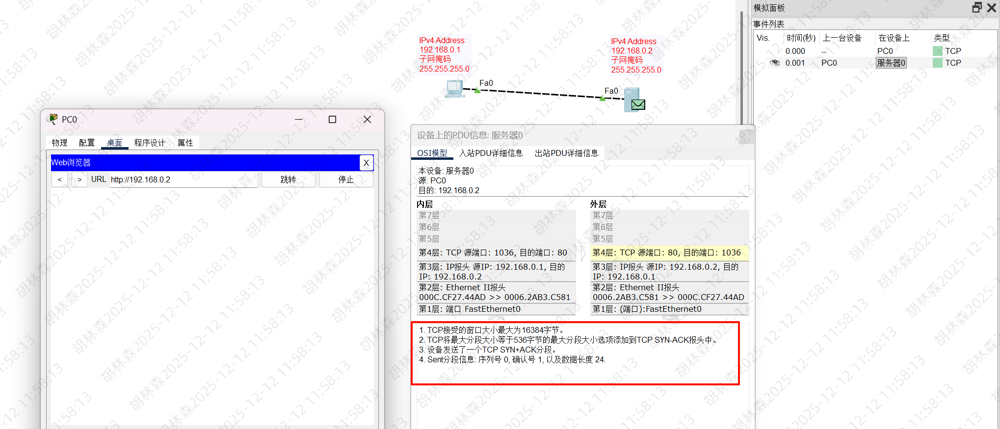 模拟面板
事件列表
Vis. 时间(秒) 上一台设备 在设备上 类型
0.000 -- PC0 TCP
0.001 PC0 服务器0 TCP
IPv4 Address
192.168.0.1
子网掩码
255.255.255.0
IPv4 Address
192.168.0.2
子网掩码
255.255.255.0
Fa0
Fa0
PC0
物理 配置 桌面 程序设计 属性
Web浏览器 X
< > URL http://192.168.0.2 跳转 停止
设备上的PDU信息: 服务器0
OSI模型 入站PDU详细信息 出站PDU详细信息
本设备: 服务器0
源: PC0
目的: 192.168.0.2
内层
第7层
第6层
第5层
第4层: TCP 源端口: 1036, 目的端口: 80
第3层: IP报头 源IP: 192.168.0.1, 目的
IP: 192.168.0.2
第2层: Ethernet II报头
000C.CF27.44AD >> 0006.2AB3.C581
第1层: 端口 FastEthernet0
外层
第7层
第6层
第5层
第4层: TCP 源端口: 80, 目的端口: 1036
第3层: IP报头 源IP: 192.168.0.2, 目的
IP: 192.168.0.1
第2层: Ethernet II报头
0006.2AB3.C581 >> 000C.CF27.44AD
第1层: (端口):FastEthernet0
1. TCP接受的窗口大小最大为16384字节。
2. TCP将最大分段大小等于536字节的最大分段大小选项添加到TCP SYN-ACK报头中。
3. 设备发送了一个TCP SYN+ACK分段。
4. Sent分段信息: 序列号 0, 确认号 1, 以及数据长度 24.
胡林森2025-12-12 11:58:13